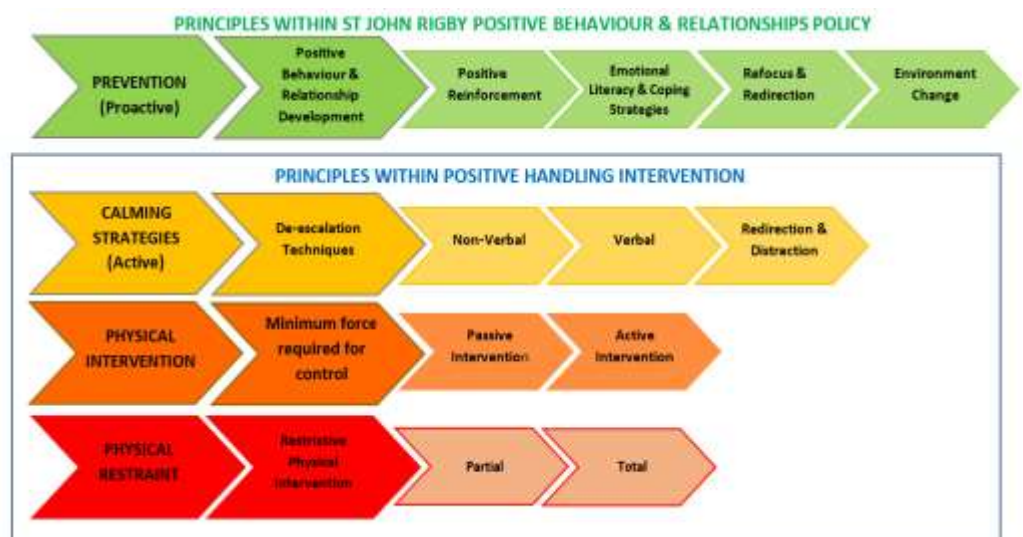 PRINCIPLES WITHIN ST JOHN RIGBY POSITIVE BEHAVIOUR & RELATIONSHIPS POLICY
PREVENTION
(Proactive)
Positive
Behaviour &
Relationship
Development
Positive
Reinforcement
Emotional
Literacy & Coping
Strategies
Rafocus &
Redirection
Environment
Change
PRINCIPLES WITHIN POSITIVE HANDLING INTERVENTION
CALMING
STRATEGIES
(Active)
De-escalation
Techniques
Non-Verbal
Verbal
Redirection &
Distraction
PHYSICAL
INTERVENTION
Minimum force
required for
control
Passive
Intervention
Active
Intervention
PHYSICAL
RESTRAINT
Restrictive
Physical
Intervention
Partial
Total